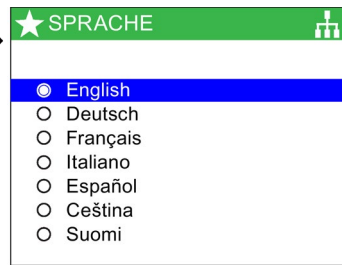 SPRACHE
English
Deutsch
Français
Italiano
Español
Ceština
Suomi